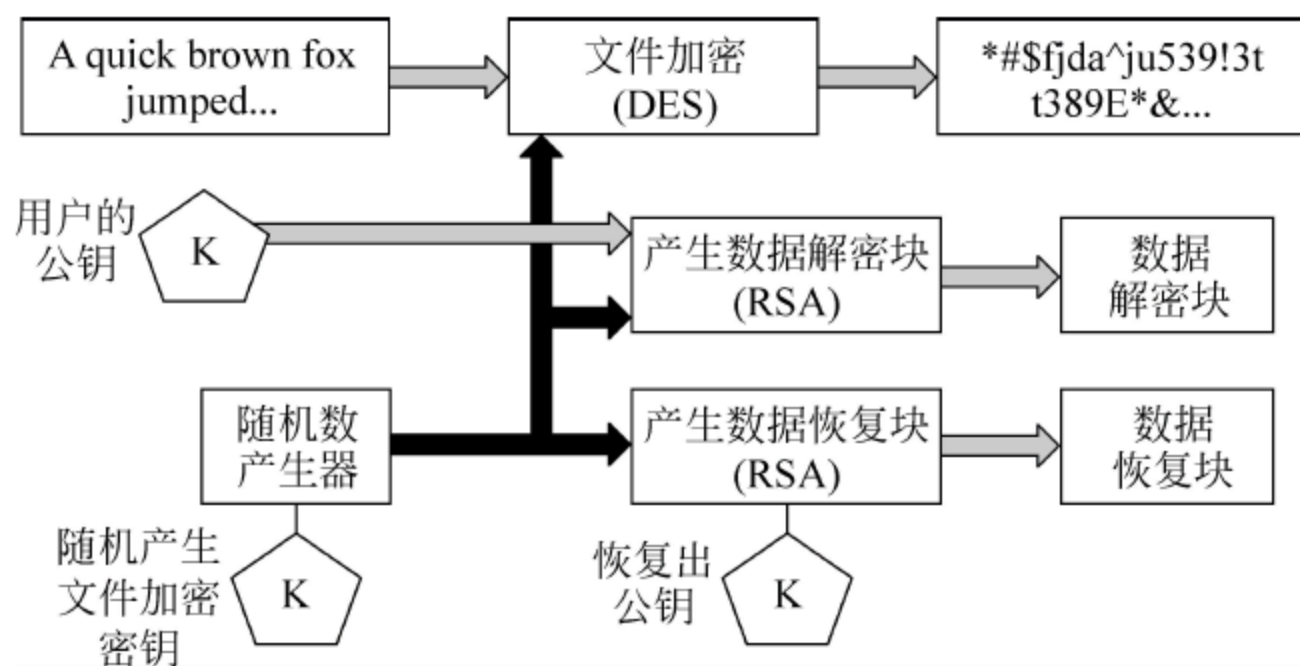 A quick brown fox
jumped...
文件加密
(DES)
*#$fjda^ju539!3t
t389E*&...
用户的
公钥
K
产生数据解密块
(RSA)
数据
解密块
随机数
产生器
产生数据恢复块
(RSA)
数据
恢复块
随机产生
文件加密
密钥
K
恢复出
公钥
K